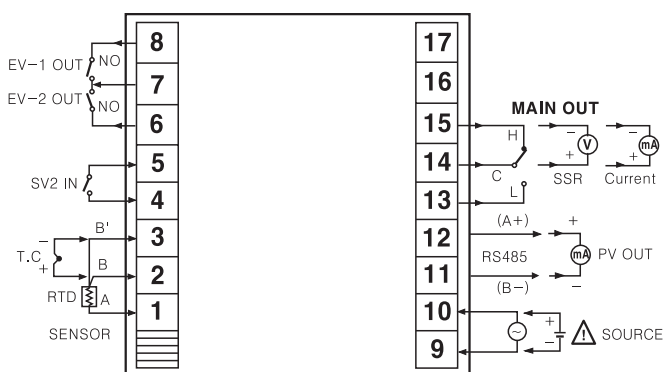 8
EV-1 OUT NO
7
EV-2 OUT NO
6
5
SV2 IN
4
3 B'
T.C - +
2 B
RTD A
1
SENSOR
17
16
MAIN OUT
15 H - -
V mA
14 C + +
SSR Current
13 L
12 (A+) +
RS485 mA PV OUT
11 (B-) -
10 + ~ ! SOURCE
9 -